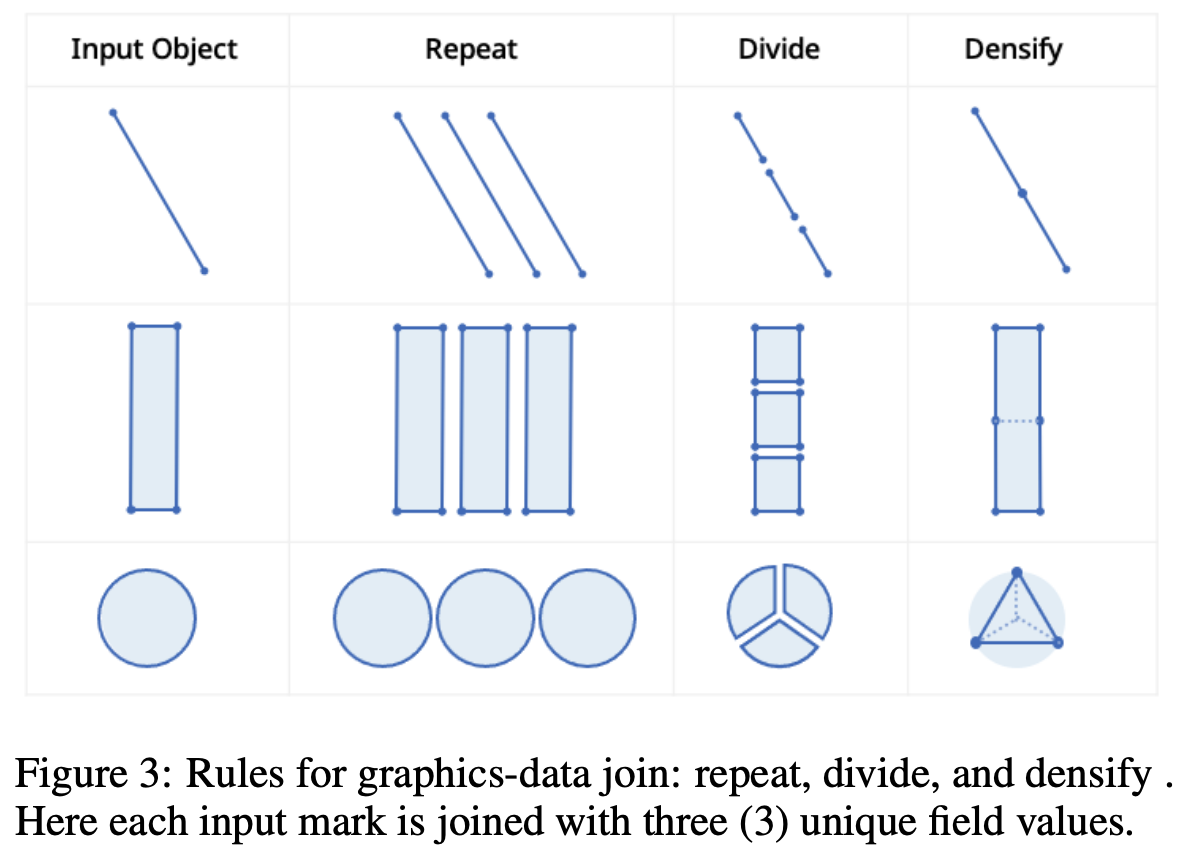 Input Object
Repeat
Divide
Densify
Figure 3: Rules for graphics-data join: repeat, divide, and densify .
Here each input mark is joined with three (3) unique field values.